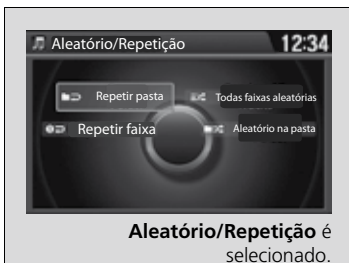 Aleatório/Repetição 12:34
Repetir pasta Todas faixas aleatórias
Repetir faixa Aleatório na pasta
Aleatório/Repetição é
selecionado.